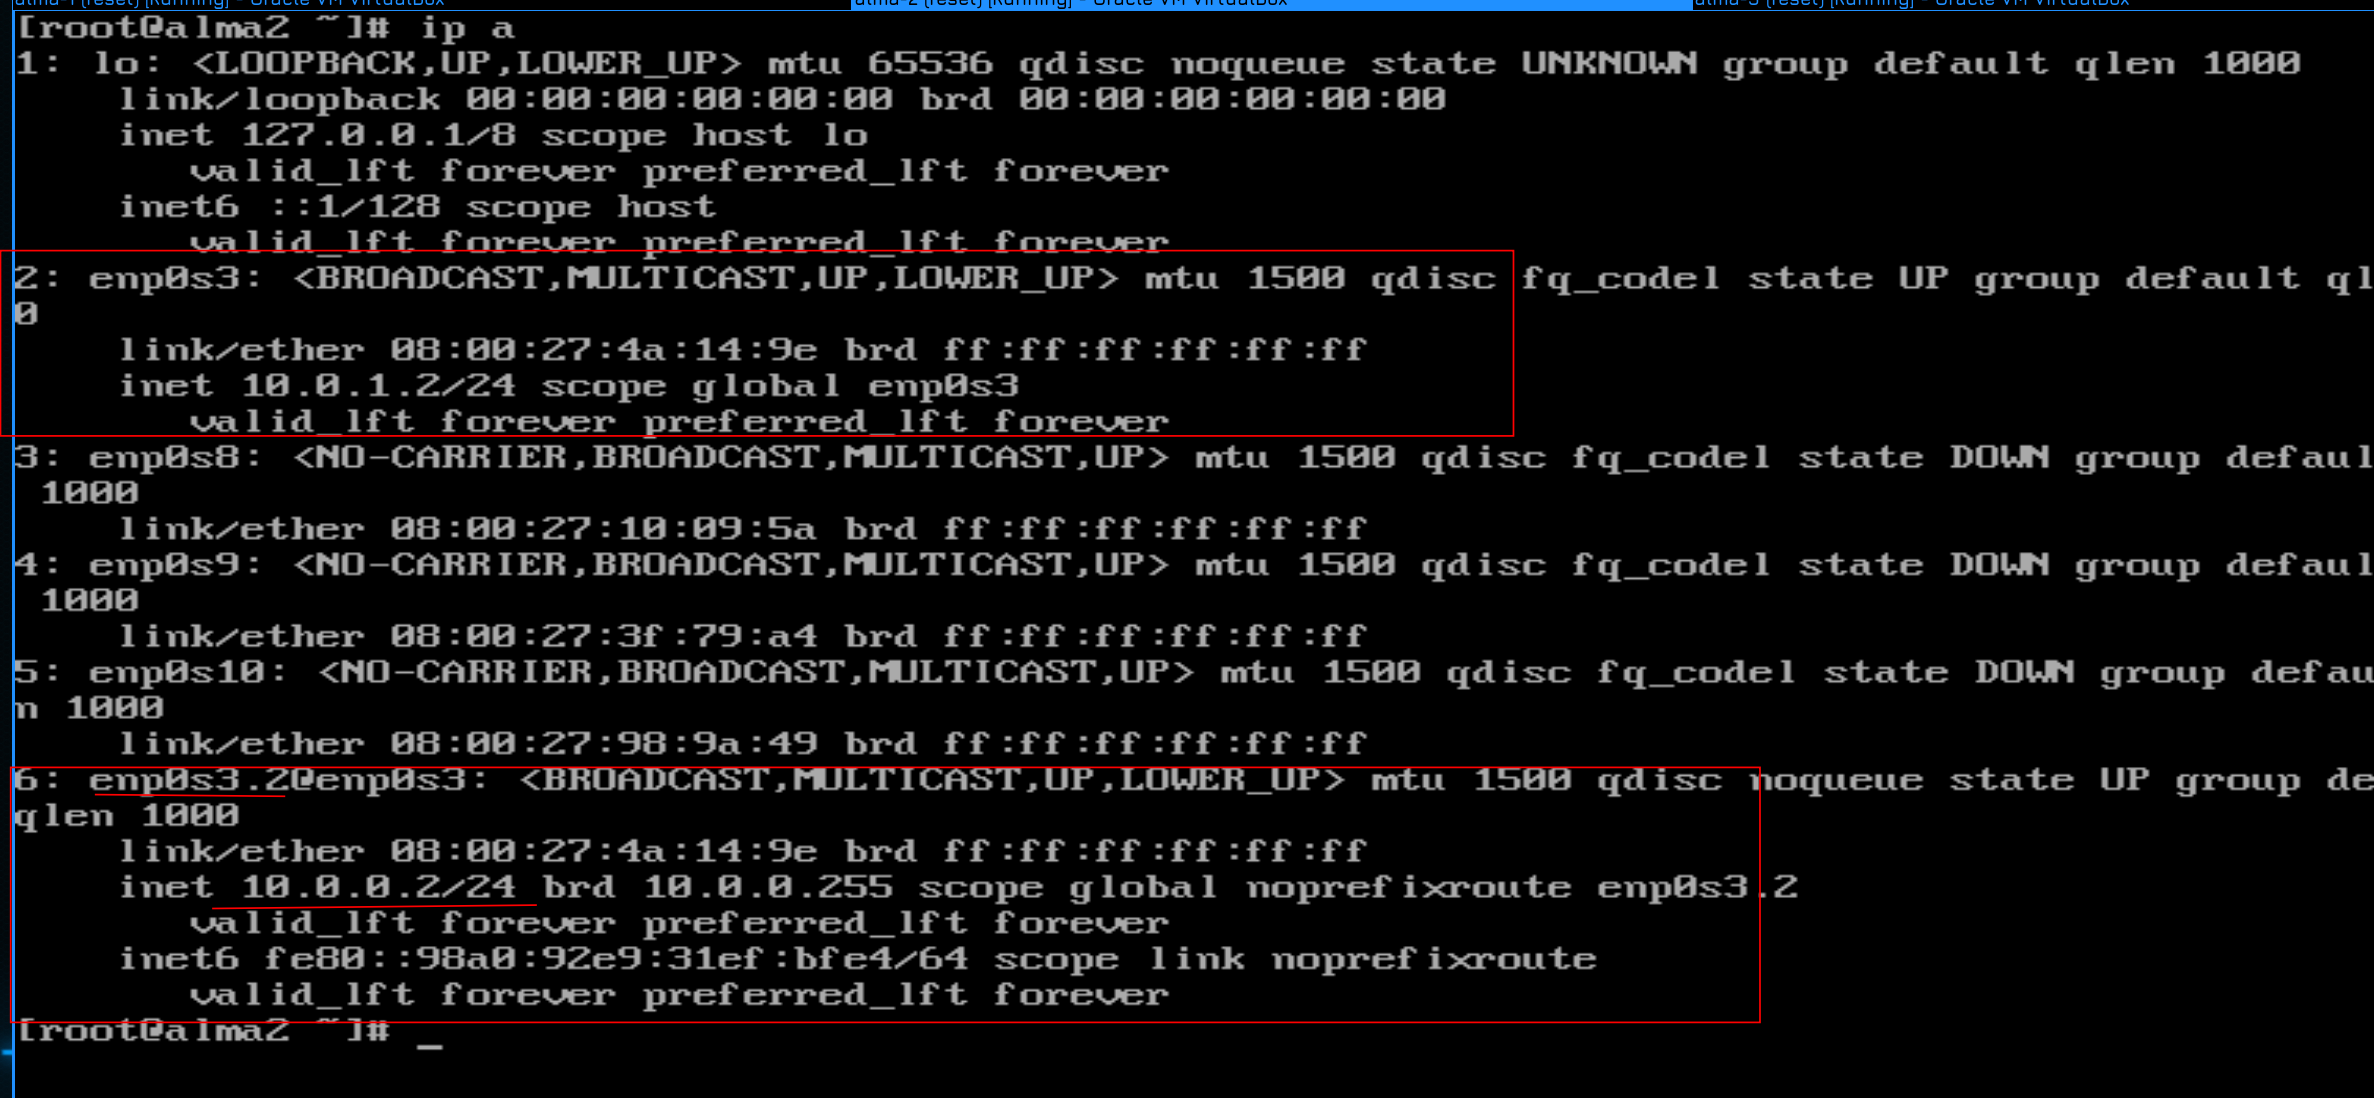 alma-1 (reset) [Running] - Oracle VM VirtualBox
alma-2 (reset) [Running] - Oracle VM VirtualBox
alma-3 (reset) [Running] - Oracle VM VirtualBox
[root@alma2 ~]# ip a
1: lo: <LOOPBACK,UP,LOWER_UP> mtu 65536 qdisc noqueue state UNKNOWN group default qlen 1000
link/loopback 00:00:00:00:00:00 brd 00:00:00:00:00:00
inet 127.0.0.1/8 scope host lo
valid_lft forever preferred_lft forever
inet6 ::1/128 scope host
valid_lft forever preferred_lft forever
2: enp0s3: <BROADCAST,MULTICAST,UP,LOWER_UP> mtu 1500 qdisc fq_codel state UP group default ql
0
link/ether 08:00:27:4a:14:9e brd ff:ff:ff:ff:ff:ff
inet 10.0.1.2/24 scope global enp0s3
valid_lft forever preferred_lft forever
3: enp0s8: <NO-CARRIER,BROADCAST,MULTICAST,UP> mtu 1500 qdisc fq_codel state DOWN group defaul
1000
link/ether 08:00:27:10:09:5a brd ff:ff:ff:ff:ff:ff
4: enp0s9: <NO-CARRIER,BROADCAST,MULTICAST,UP> mtu 1500 qdisc fq_codel state DOWN group defaul
1000
link/ether 08:00:27:3f:79:a4 brd ff:ff:ff:ff:ff:ff
5: enp0s10: <NO-CARRIER,BROADCAST,MULTICAST,UP> mtu 1500 qdisc fq_codel state DOWN group defau
n 1000
link/ether 08:00:27:98:9a:49 brd ff:ff:ff:ff:ff:ff
6: enp0s3.2@enp0s3: <BROADCAST,MULTICAST,UP,LOWER_UP> mtu 1500 qdisc noqueue state UP group de
qlen 1000
link/ether 08:00:27:4a:14:9e brd ff:ff:ff:ff:ff:ff
inet 10.0.0.2/24 brd 10.0.0.255 scope global noprefixroute enp0s3.2
valid_lft forever preferred_lft forever
inet6 fe80::98a0:92e9:31ef:bfe4/64 scope link noprefixroute
valid_lft forever preferred_lft forever
[root@alma2 ~]# _